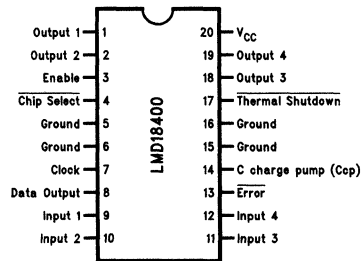 Output 1 1 20 V_CC
Output 2 2 19 Output 4
Enable 3 18 Output 3
Chip Select 4 17 Thermal Shutdown
Ground 5 16 Ground
Ground 6 15 Ground
Clock 7 14 C charge pump (Ccp)
Data Output 8 13 Error
Input 1 9 12 Input 4
Input 2 10 11 Input 3
LMD18400